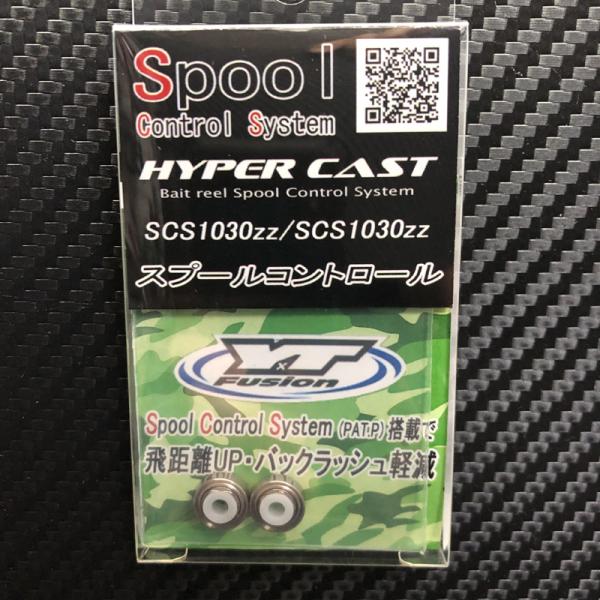 Spool
Control System
HYPER CAST
Bait reel Spool Control System
SCS1030zz/SCS1030zz
スプールコントロール
YTFusion
Spool Control System (PAT.P) 搭載で
飛距離UP・バックラッシュ軽減